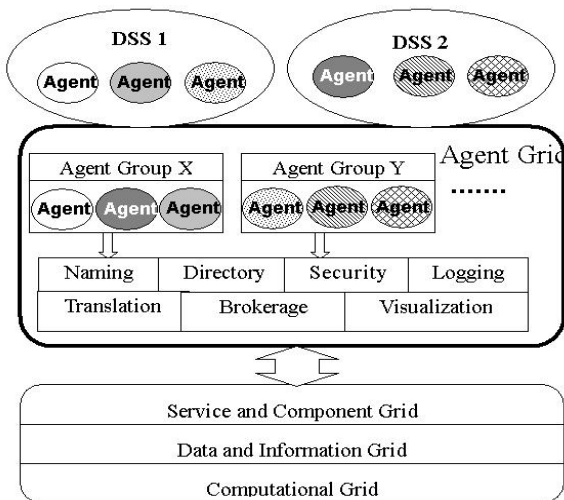 DSS 1
DSS 2
Agent Agent Agent
Agent Agent Agent
Agent Group X
Agent Group Y
Agent Grid
Agent Agent Agent
Agent Agent Agent
.......
Naming Directory Security Logging
Translation Brokerage Visualization
Service and Component Grid
Data and Information Grid
Computational Grid